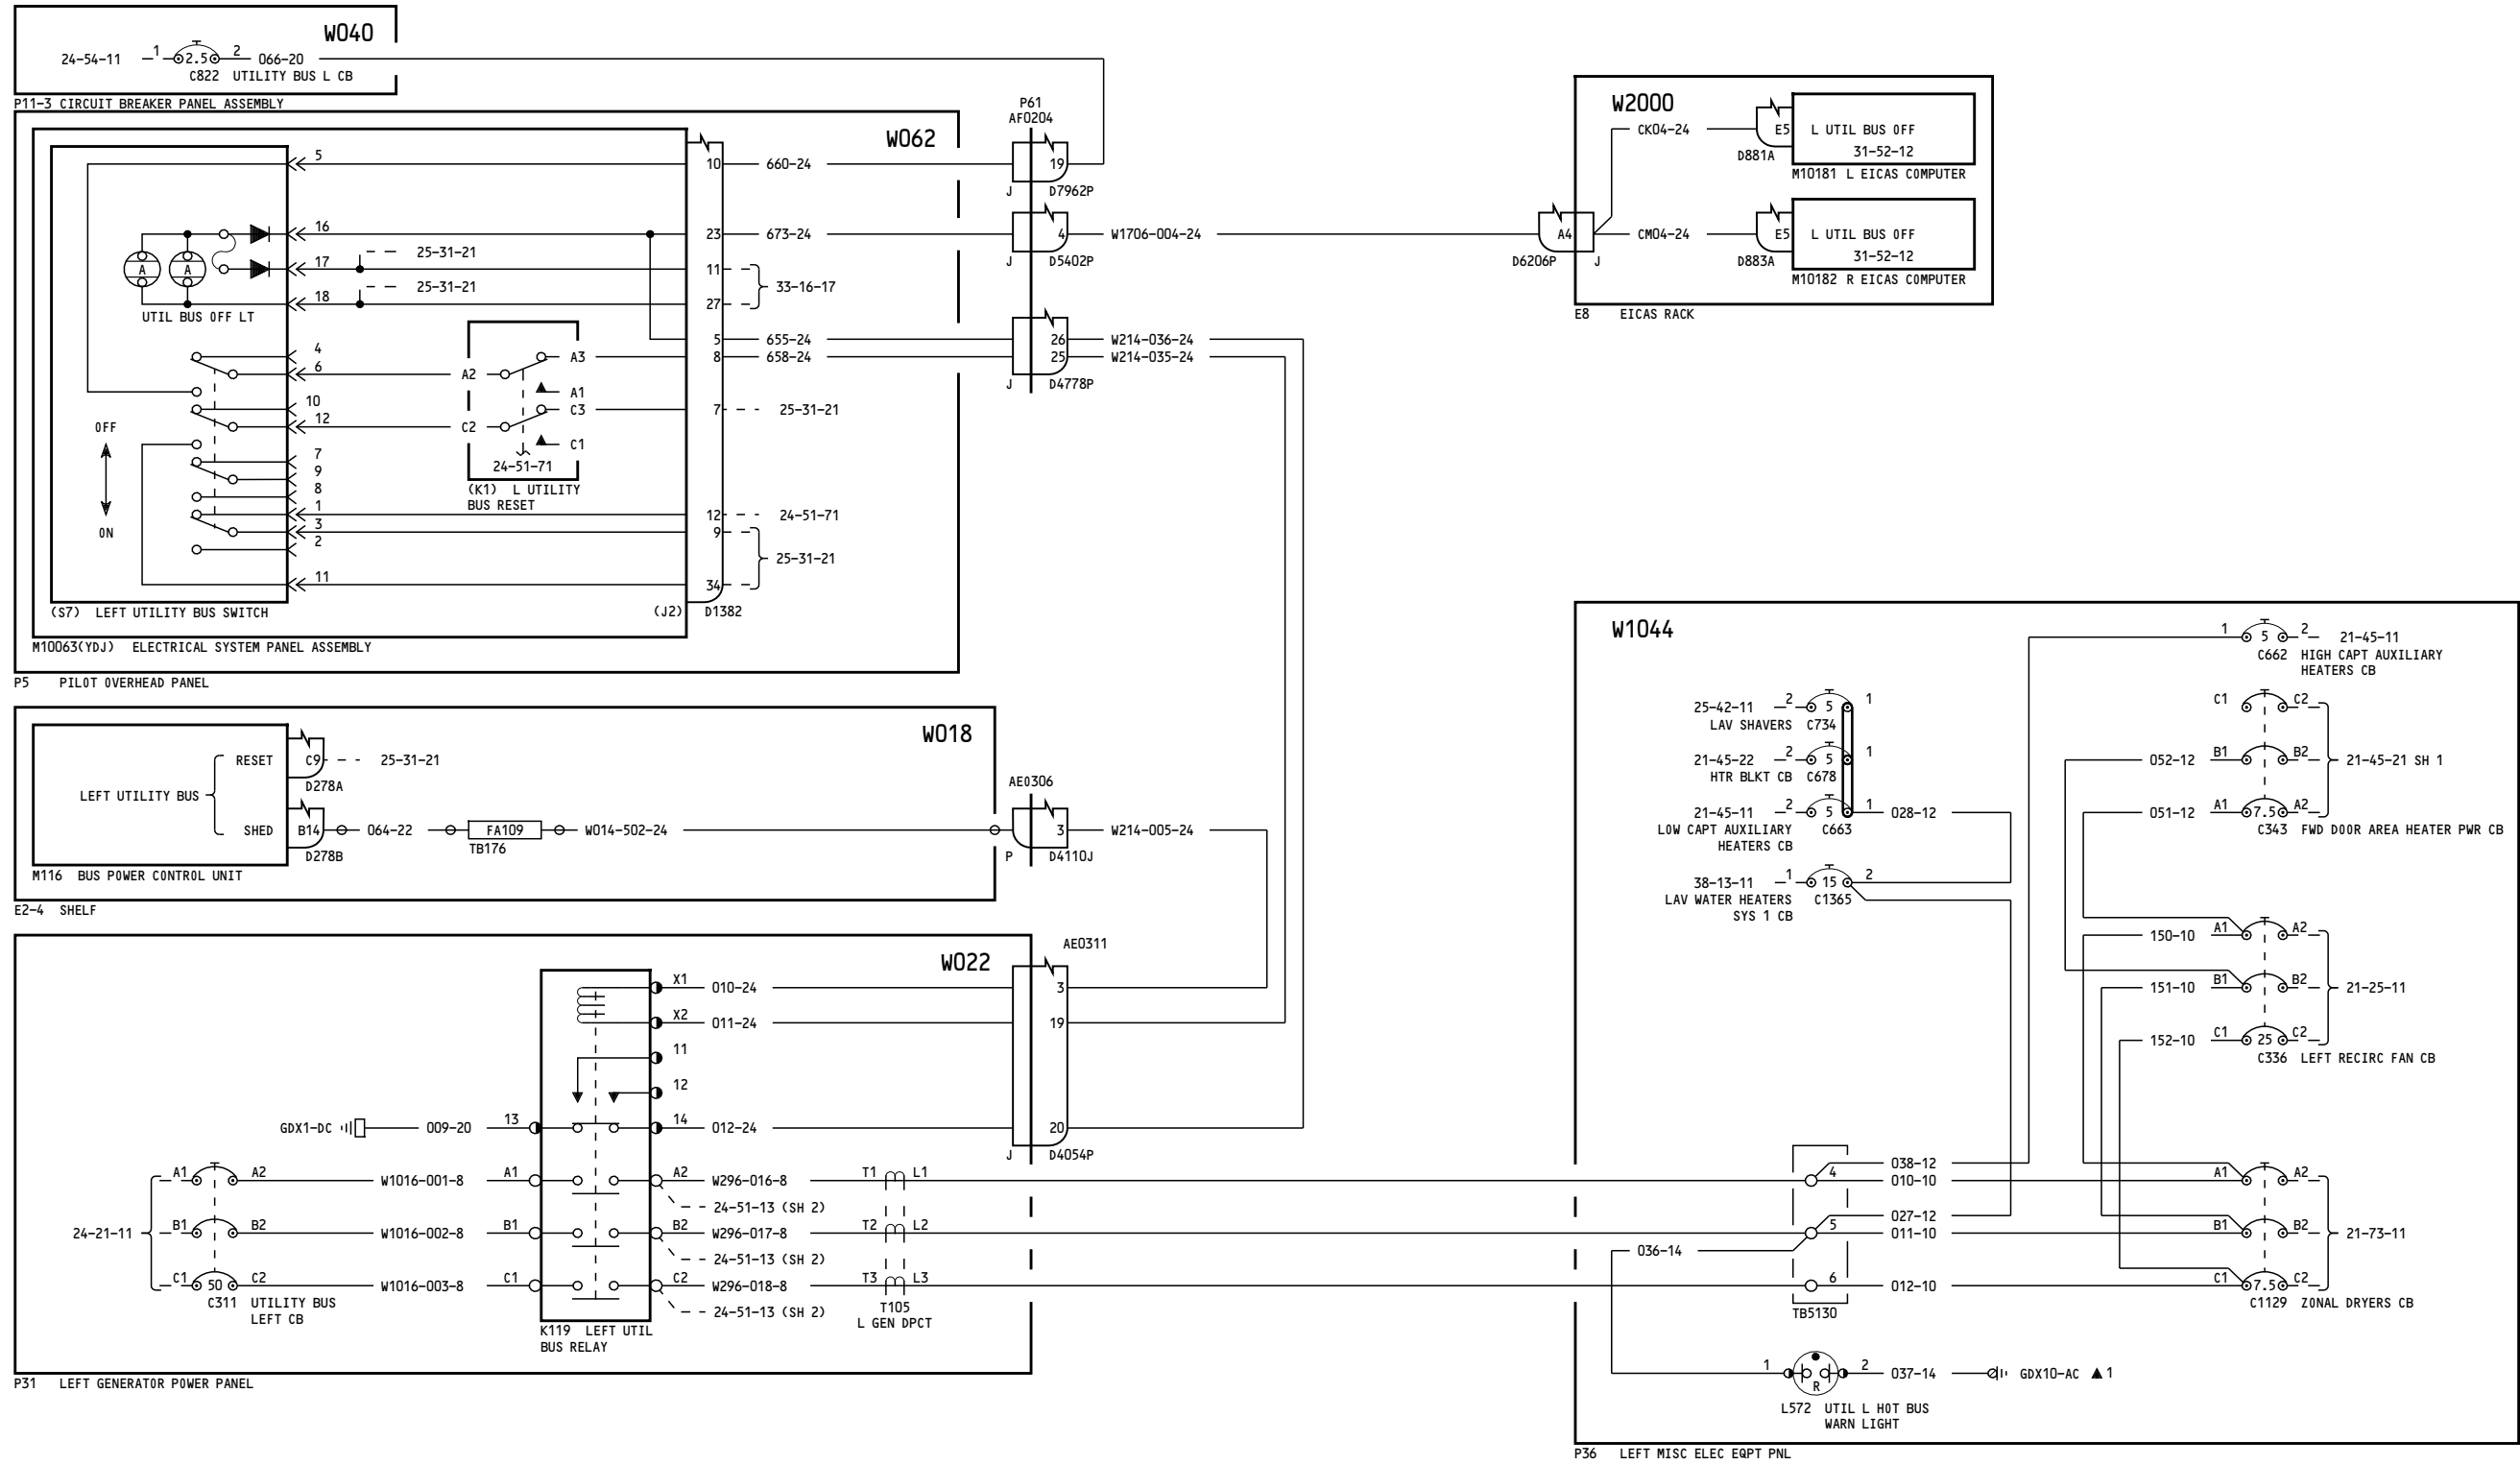 W040
24-54-11 1 2.5 2 066-20
C822 UTILITY BUS L CB
P11-3 CIRCUIT BREAKER PANEL ASSEMBLY
W062
5 10 660-24
16 23 673-24
25-31-21
17 11
33-16-17
25-31-21
18 27
A A
UTIL BUS OFF LT
5 655-24
4 A3 8 658-24
6 A2
A1
10 C3 7 25-31-21
12 C2
C1
OFF
7
9 24-51-71
8 (K1) L UTILITY
BUS RESET
1 12 24-51-71
3 9
ON
2
25-31-21
11 34
(S7) LEFT UTILITY BUS SWITCH
(J2) D1382
M10063(YDJ) ELECTRICAL SYSTEM PANEL ASSEMBLY
P5 PILOT OVERHEAD PANEL
P61
AF0204
19
J D7962P
4 W1706-004-24
J D5402P
26 W214-036-24
25 W214-035-24
J D4778P
W2000
CK04-24 E5 L UTIL BUS OFF
D881A 31-52-12
M10181 L EICAS COMPUTER
A4 CM04-24 E5 L UTIL BUS OFF
D6206P J D883A 31-52-12
M10182 R EICAS COMPUTER
E8 EICAS RACK
W018
RESET C9 25-31-21
D278A
LEFT UTILITY BUS
SHED B14 064-22 FA109 W014-502-24
D278B TB176
M116 BUS POWER CONTROL UNIT
E2-4 SHELF
AE0306
3 W214-005-24
P D4110J
W022
AE0311
X1 010-24 3
X2 011-24 19
11
12
GDX1-DC 009-20 13 14 012-24 20
J D4054P
A1 A2 W1016-001-8 A1 A2 W296-016-8 T1 L1
24-51-13 (SH 2)
24-21-11 B1 B2 W1016-002-8 B1 B2 W296-017-8 T2 L2
24-51-13 (SH 2)
C1 50 C2 W1016-003-8 C1 C2 W296-018-8 T3 L3
C311 UTILITY BUS
LEFT CB
24-51-13 (SH 2)
T105
L GEN DPCT
K119 LEFT UTIL
BUS RELAY
P31 LEFT GENERATOR POWER PANEL
W1044
1 5 2 21-45-11
C662 HIGH CAPT AUXILIARY
HEATERS CB
25-42-11 2 5 1
LAV SHAVERS C734
21-45-22 2 5 1
HTR BLKT CB C678
21-45-11 2 5 1 028-12
LOW CAPT AUXILIARY C663
HEATERS CB
38-13-11 1 15 2
LAV WATER HEATERS C1365
SYS 1 CB
C1 C2
052-12 B1 B2 21-45-21 SH 1
051-12 A1 7.5 A2
C343 FWD DOOR AREA HEATER PWR CB
150-10 A1 A2
151-10 B1 B2 21-25-11
152-10 C1 25 C2
C336 LEFT RECIRC FAN CB
038-12
4 010-10 A1 A2
027-12
5 011-10 B1 B2 21-73-11
036-14
6 012-10 C1 7.5 C2
TB5130
C1129 ZONAL DRYERS CB
1 R 2 037-14 GDX10-AC ▲1
L572 UTIL L HOT BUS
WARN LIGHT
P36 LEFT MISC ELEC EQPT PNL